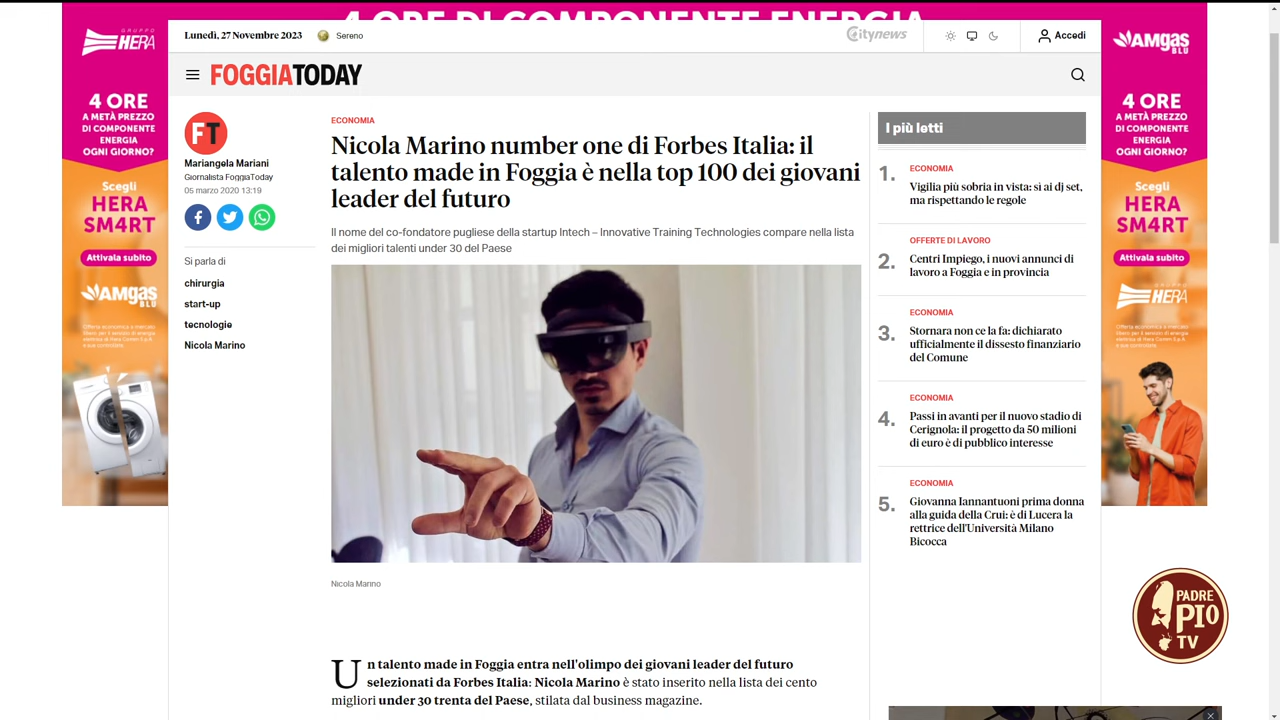 4 ORE DI COMPONENTE ENERGIA
GRUPPO
HERA
4 ORE
A METÀ PREZZO
DI COMPONENTE
ENERGIA
OGNI GIORNO?
Scegli
HERA
SM4RT
Attivala subito
AMGAS
BLU
Lunedì, 27 Novembre 2023
Sereno
Citynews
Accedi
FOGGIATODAY
FT
Mariangela Mariani
Giornalista FoggiaToday
05 marzo 2020 13:19
Si parla di
chirurgia
start-up
tecnologie
Nicola Marino
ECONOMIA
Nicola Marino number one di Forbes Italia: il
talento made in Foggia è nella top 100 dei giovani
leader del futuro
Il nome del co-fondatore pugliese della startup Intech – Innovative Training Technologies compare nella lista
dei migliori talenti under 30 del Paese
Nicola Marino
Un talento made in Foggia entra nell'olimpo dei giovani leader del futuro
selezionati da Forbes Italia: Nicola Marino è stato inserito nella lista dei cento
migliori under 30 trenta del Paese, stilata dal business magazine.
I più letti
1.
ECONOMIA
Vigilia più sobria in vista: sì ai dj set,
ma rispettando le regole
2.
OFFERTE DI LAVORO
Centri Impiego, i nuovi annunci di
lavoro a Foggia e in provincia
3.
ECONOMIA
Stornara non ce la fa: dichiarato
ufficialmente il dissesto finanziario
del Comune
4.
ECONOMIA
Passi in avanti per il nuovo stadio di
Cerignola: il progetto da 50 milioni
di euro è di pubblico interesse
5.
ECONOMIA
Giovanna Iannantuoni prima donna
alla guida della Crui: è di Lucera la
rettrice dell'Università Milano
Bicocca
AMGAS
BLU
4 ORE
A METÀ PREZZO
DI COMPONENTE
ENERGIA
OGNI GIORNO?
Scegli
HERA
SM4RT
Attivala subito
GRUPPO
HERA
PADRE
PIO
TV